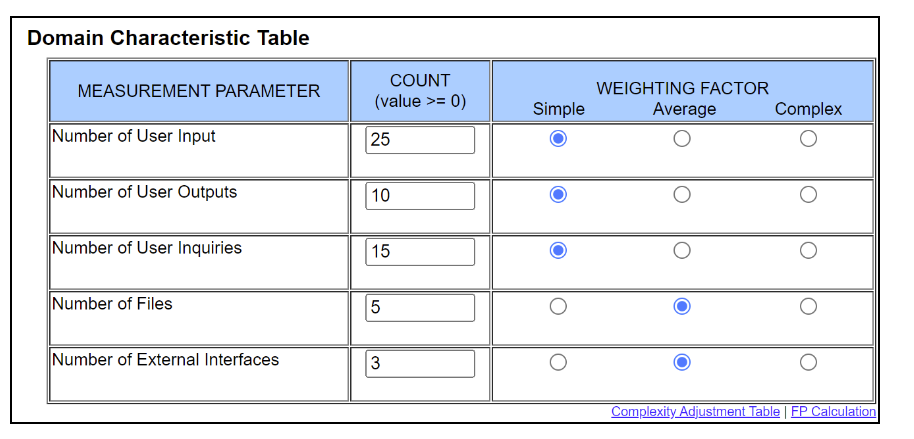 Domain Characteristic Table
MEASUREMENT PARAMETER
COUNT
(value >= 0)
WEIGHTING FACTOR
Simple Average Complex
Number of User Input 25
Number of User Outputs 10
Number of User Inquiries 15
Number of Files 5
Number of External Interfaces 3
Complexity Adjustment Table | FP Calculation